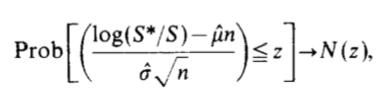 Prob[((log(S*/S)−μ̂n)/(σ̂√n)) ≦ z] → N(z),